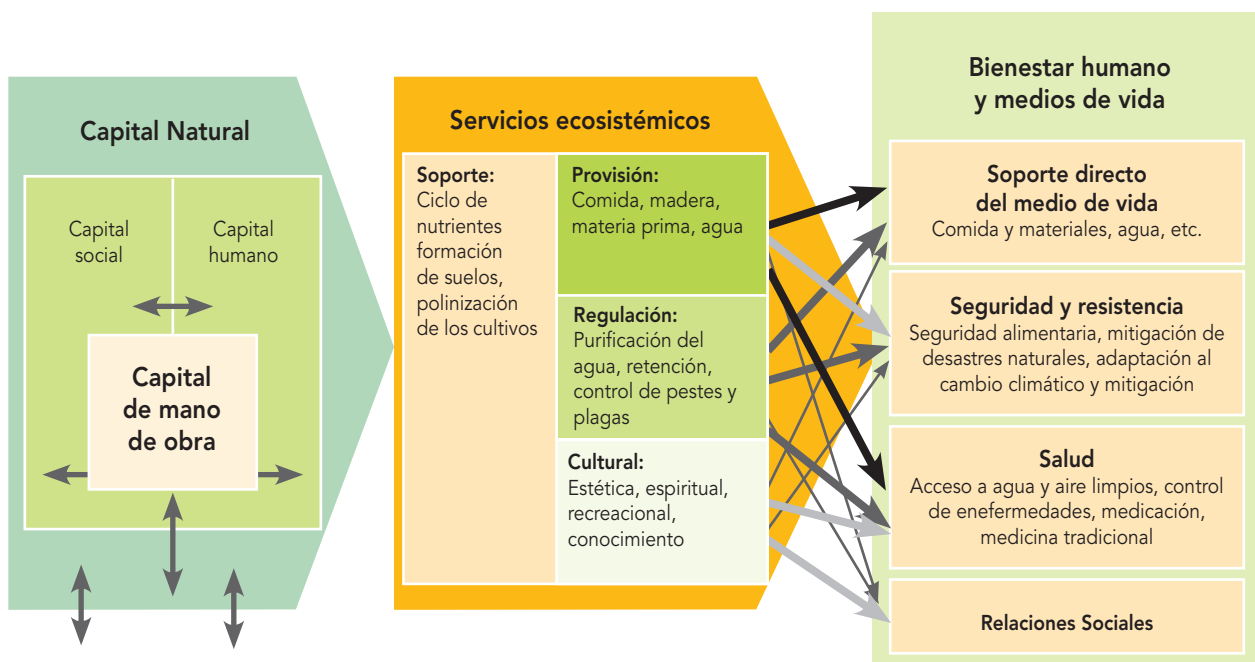 Capital Natural
Capital
social
Capital
humano
Capital
de mano
de obra
Servicios ecosistémicos
Soporte:
Ciclo de
nutrientes
formación
de suelos,
polinización
de los cultivos
Provisión:
Comida, madera,
materia prima, agua
Regulación:
Purificación del
agua, retención,
control de pestes y
plagas
Cultural:
Estética, espiritual,
recreacional,
conocimiento
Bienestar humano
y medios de vida
Soporte directo
del medio de vida
Comida y materiales, agua, etc.
Seguridad y resistencia
Seguridad alimentaria, mitigación de
desastres naturales, adaptación al
cambio climático y mitigación
Salud
Acceso a agua y aire limpios, control
de enefermedades, medicación,
medicina tradicional
Relaciones Sociales